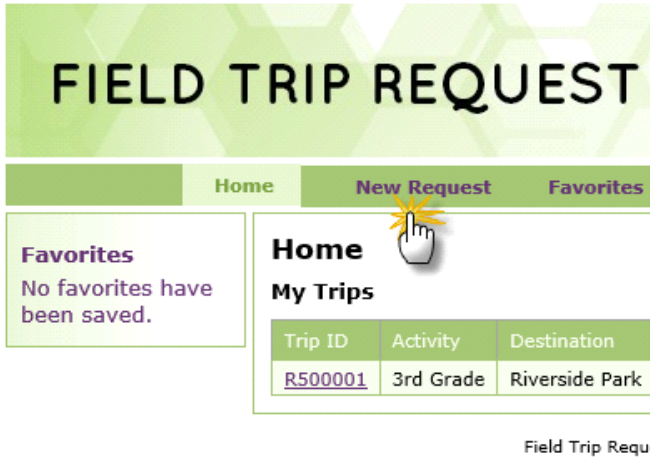 FIELD TRIP REQUEST
Home New Request Favorites
Favorites
No favorites have
been saved.
Home
My Trips
Trip ID Activity Destination
R500001 3rd Grade Riverside Park
Field Trip Requ